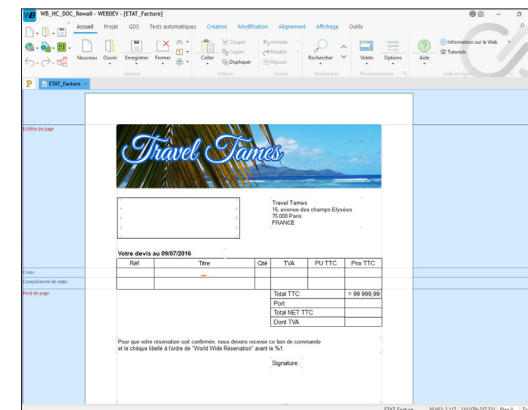 WB_HC_DOC_Rewall - WEBDEV - [ETAT_Facture]
Accueil Projet GDS Tests automatiques Création Modification Alignement Affichage Outils
Couper
Dupliquer
Annuler
Rétablir
Rejouer
Information sur le Web
Tutoriels
Nouveau Ouvrir Enregistrer Fermer Coller Rechercher Volets Options Aide
Général Edition Action Rechercher Environnement
ETAT_Facture
Entête de page
Travel Tames
Travel Tames
15, avenue des champs Elysées
75 008 Paris
FRANCE
Votre devis au 09/07/2016
Réf. Titre Qté TVA PU TTC Prix TTC
Corps
Complément de corps
Pied de page
Total TTC = 99 999,99
Port
Total NET TTC
Dont TVA
Pour que votre résenation soit confirmée, nous devons recevoir ce bon de commande
et le chèque libellé à l'ordre de "World Wide Résenation" avant le %1.
Signature :
ETAT_Facture